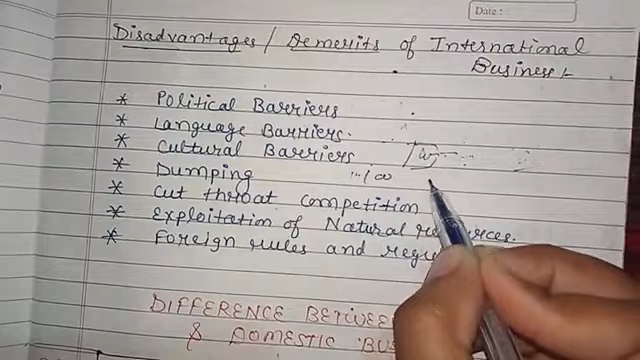 Date :
Disadvantages / Demerits of International
Business :-
* Political Barriers
* Language Barriers.
* Cultural Barriers
* Dumping
* Cut throat competition
* Exploitation of Natural resources.
* Foreign rules and
DIFFERENCE
& DOMESTIC